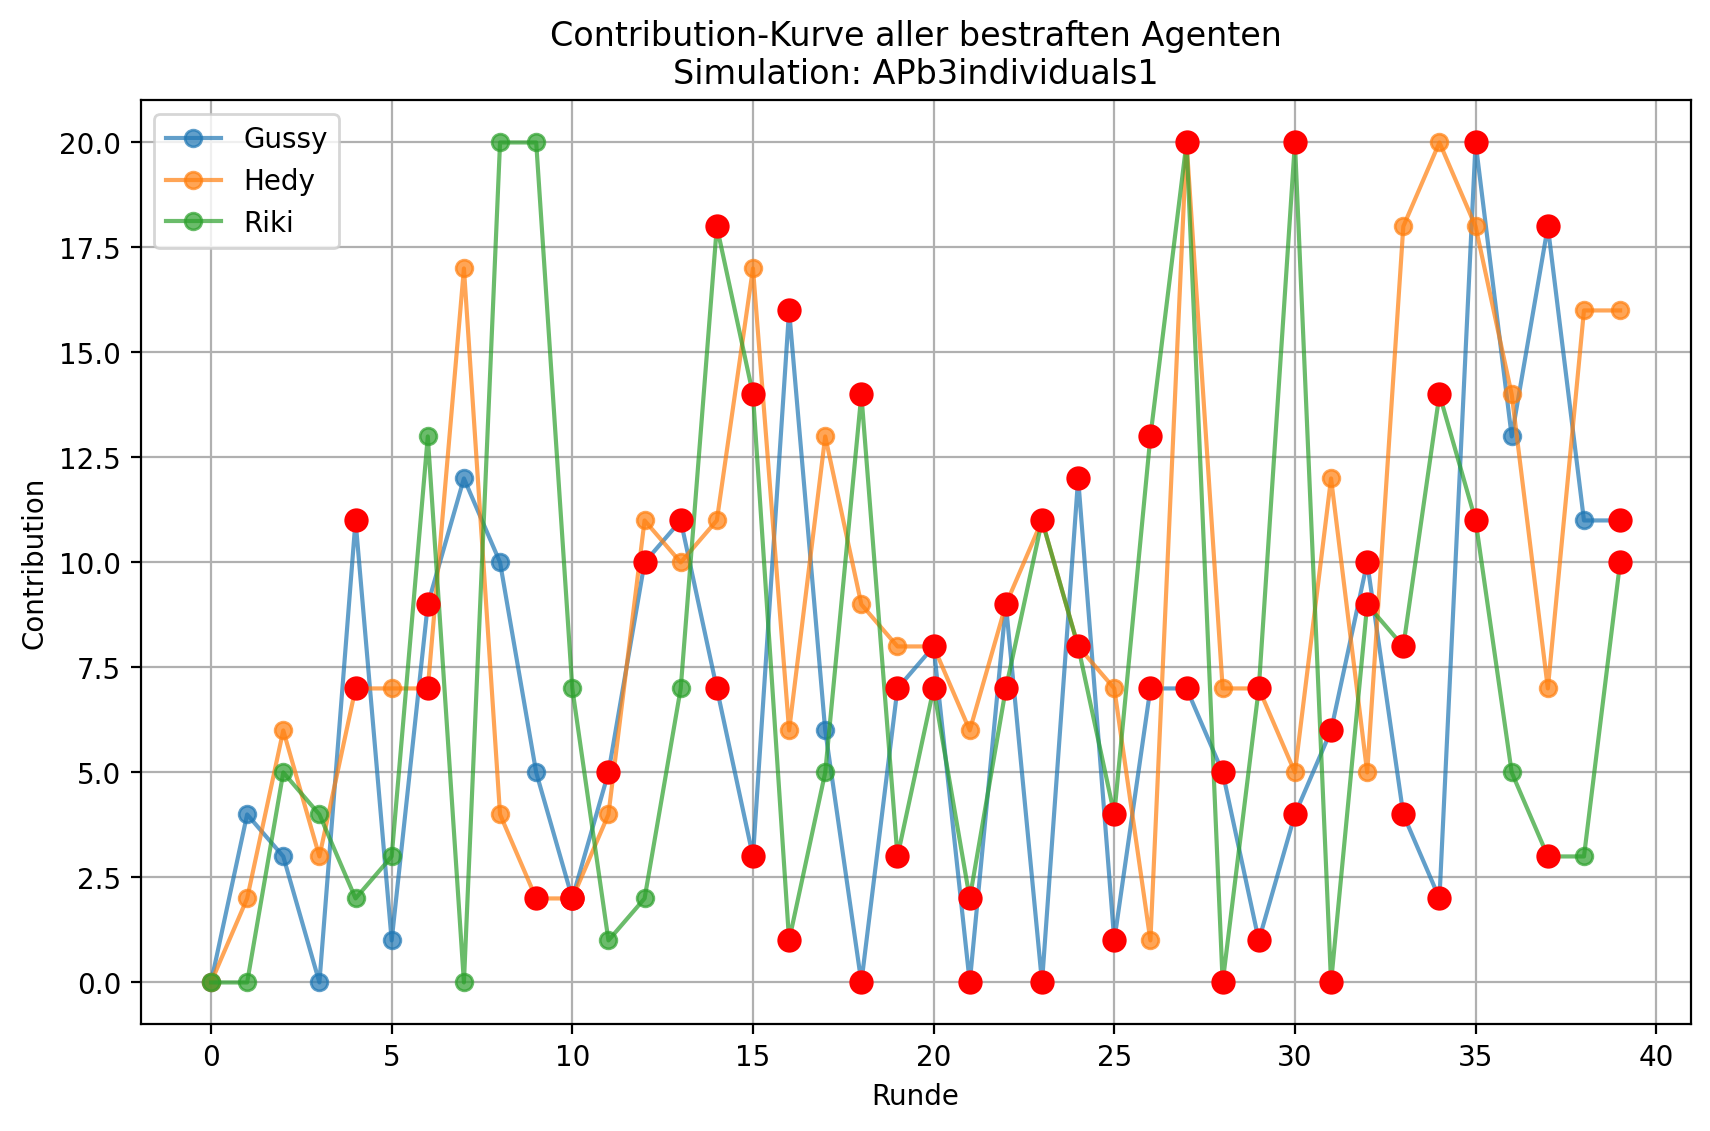 Contribution-Kurve aller bestraften Agenten
Simulation: APb3individuals1
Gussy
Hedy
Riki
20.0
17.5
15.0
12.5
10.0
7.5
5.0
2.5
0.0
Contribution
0 5 10 15 20 25 30 35 40
Runde